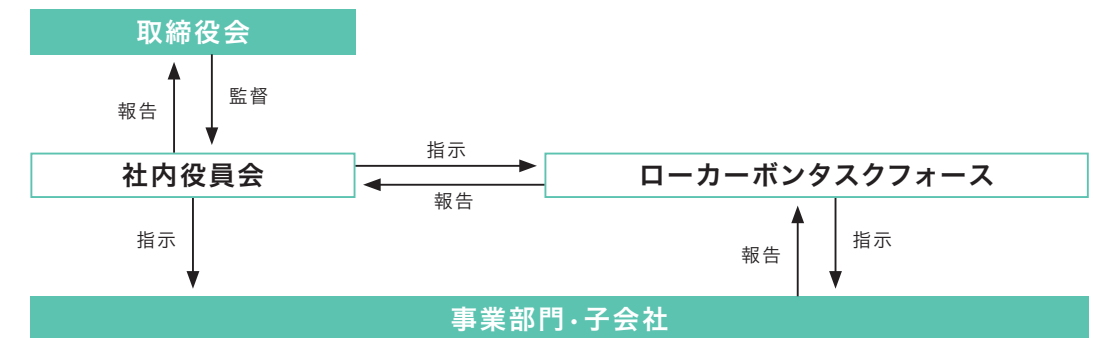 取締役会
報告
監督
社内役員会
指示
報告
ローカーボンタスクフォース
指示
報告
指示
事業部門・子会社